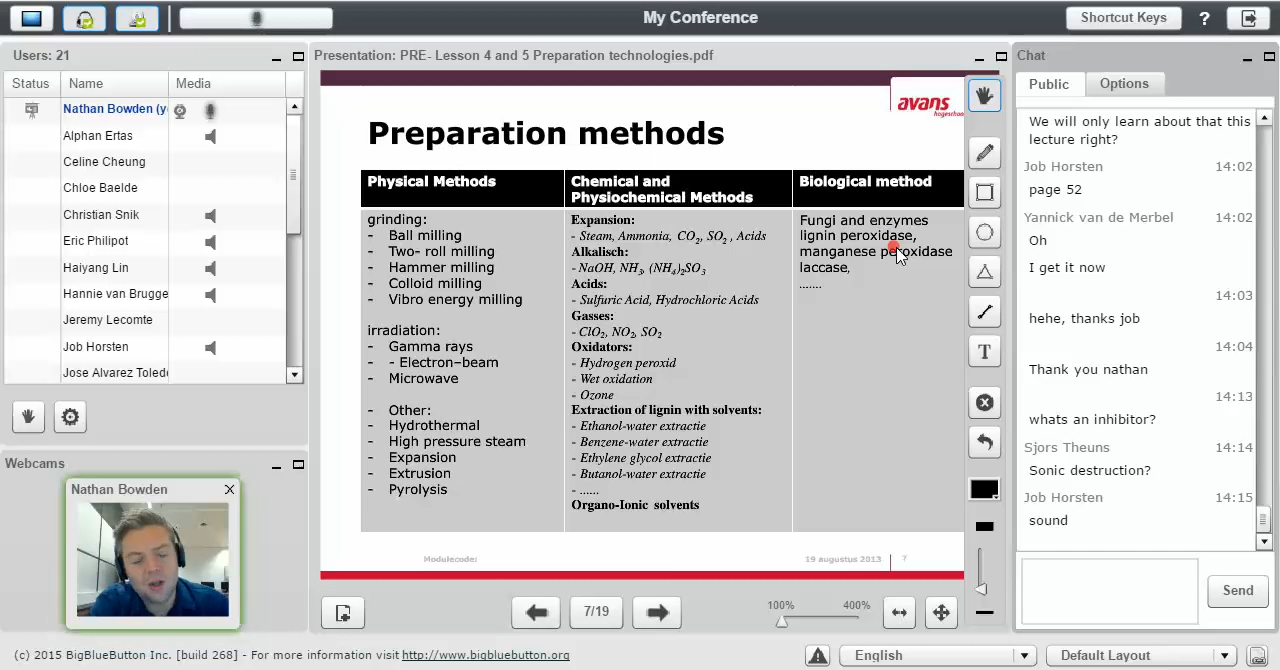 My Conference
Shortcut Keys
?
Users: 21
Status Name Media
Nathan Bowden (y
Alphan Ertas
Celine Cheung
Chloe Baelde
Christian Snik
Eric Philipot
Haiyang Lin
Hannie van Brugge
Jeremy Lecomte
Job Horsten
Jose Alvarez Toled
Webcams
Nathan Bowden
Presentation: PRE- Lesson 4 and 5 Preparation technologies.pdf
avans
hogeschool
Preparation methods
Physical Methods
grinding:
- Ball milling
- Two- roll milling
- Hammer milling
- Colloid milling
- Vibro energy milling
irradiation:
- Gamma rays
- - Electron–beam
- Microwave
- Other:
- Hydrothermal
- High pressure steam
- Expansion
- Extrusion
- Pyrolysis
Chemical and
Physiochemical Methods
Expansion:
- Steam, Ammonia, CO2, SO2 , Acids
Alkalisch:
- NaOH, NH3, (NH4)2SO3
Acids:
- Sulfuric Acid, Hydrochloric Acids
Gasses:
- ClO2, NO2, SO2
Oxidators:
- Hydrogen peroxid
- Wet oxidation
- Ozone
Extraction of lignin with solvents:
- Ethanol-water extractie
- Benzene-water extractie
- Ethylene glycol extractie
- Butanol-water extractie
- ......
Organo-Ionic solvents
Biological method
Fungi and enzymes
lignin peroxidase,
manganese peroxidase
laccase,
.......
Modulecode:
19 augustus 2013 7
T
7/19
100% 400%
Chat
Public Options
We will only learn about that this
lecture right?
Job Horsten 14:02
page 52
Yannick van de Merbel 14:02
Oh
I get it now
14:03
hehe, thanks job
14:04
Thank you nathan
14:13
whats an inhibitor?
Sjors Theuns 14:14
Sonic destruction?
Job Horsten 14:15
sound
Send
(c) 2015 BigBlueButton Inc. [build 268] - For more information visit http://www.bigbluebutton.org
English
Default Layout